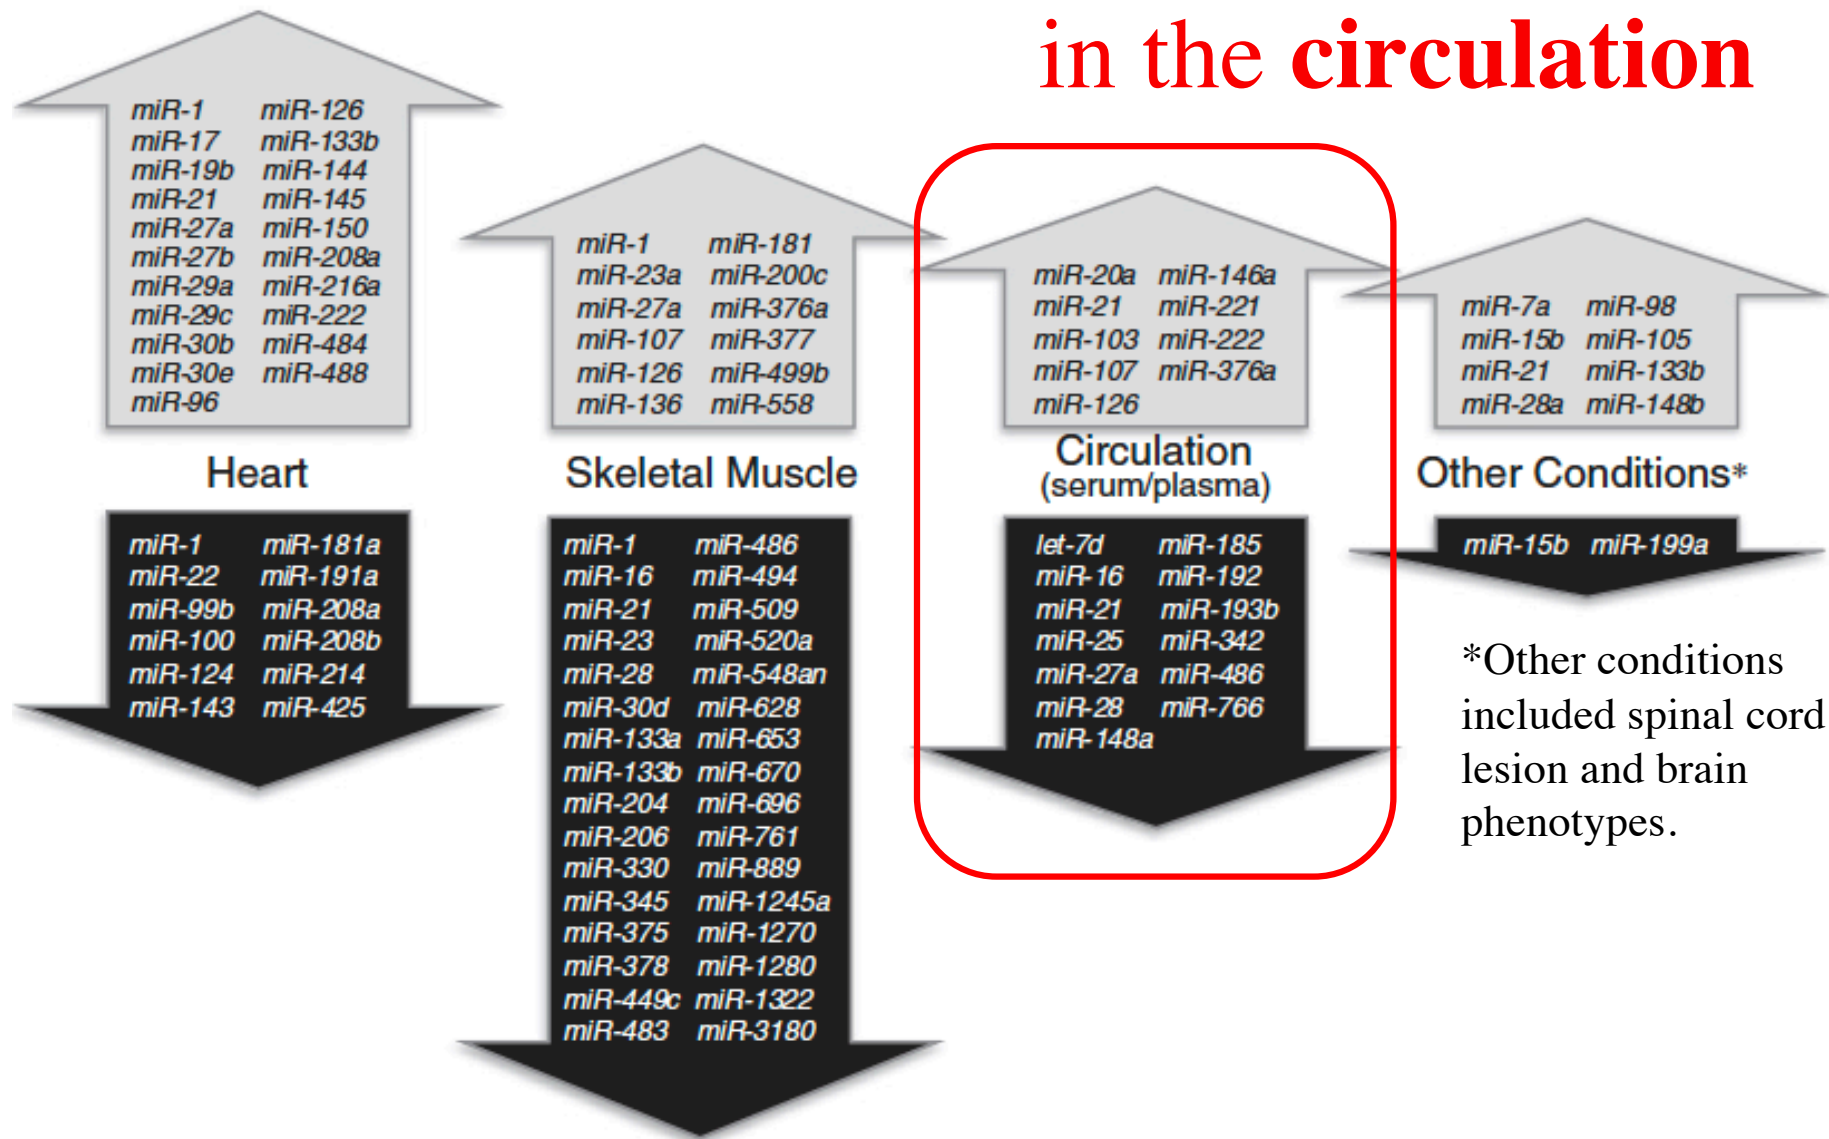 in the circulation
miR-1 miR-126
miR-17 miR-133b
miR-19b miR-144
miR-21 miR-145
miR-27a miR-150
miR-27b miR-208a
miR-29a miR-216a
miR-29c miR-222
miR-30b miR-484
miR-30e miR-488
miR-96
Heart
miR-1 miR-181a
miR-22 miR-191a
miR-99b miR-208a
miR-100 miR-208b
miR-124 miR-214
miR-143 miR-425
miR-1 miR-181
miR-23a miR-200c
miR-27a miR-376a
miR-107 miR-377
miR-126 miR-499b
miR-136 miR-558
Skeletal Muscle
miR-1 miR-486
miR-16 miR-494
miR-21 miR-509
miR-23 miR-520a
miR-28 miR-548an
miR-30d miR-628
miR-133a miR-653
miR-133b miR-670
miR-204 miR-696
miR-206 miR-761
miR-330 miR-889
miR-345 miR-1245a
miR-375 miR-1270
miR-378 miR-1280
miR-449c miR-1322
miR-483 miR-3180
miR-20a miR-146a
miR-21 miR-221
miR-103 miR-222
miR-107 miR-376a
miR-126
Circulation
(serum/plasma)
let-7d miR-185
miR-16 miR-192
miR-21 miR-193b
miR-25 miR-342
miR-27a miR-486
miR-28 miR-766
miR-148a
miR-7a miR-98
miR-15b miR-105
miR-21 miR-133b
miR-28a miR-148b
Other Conditions*
miR-15b miR-199a
*Other conditions
included spinal cord
lesion and brain
phenotypes.